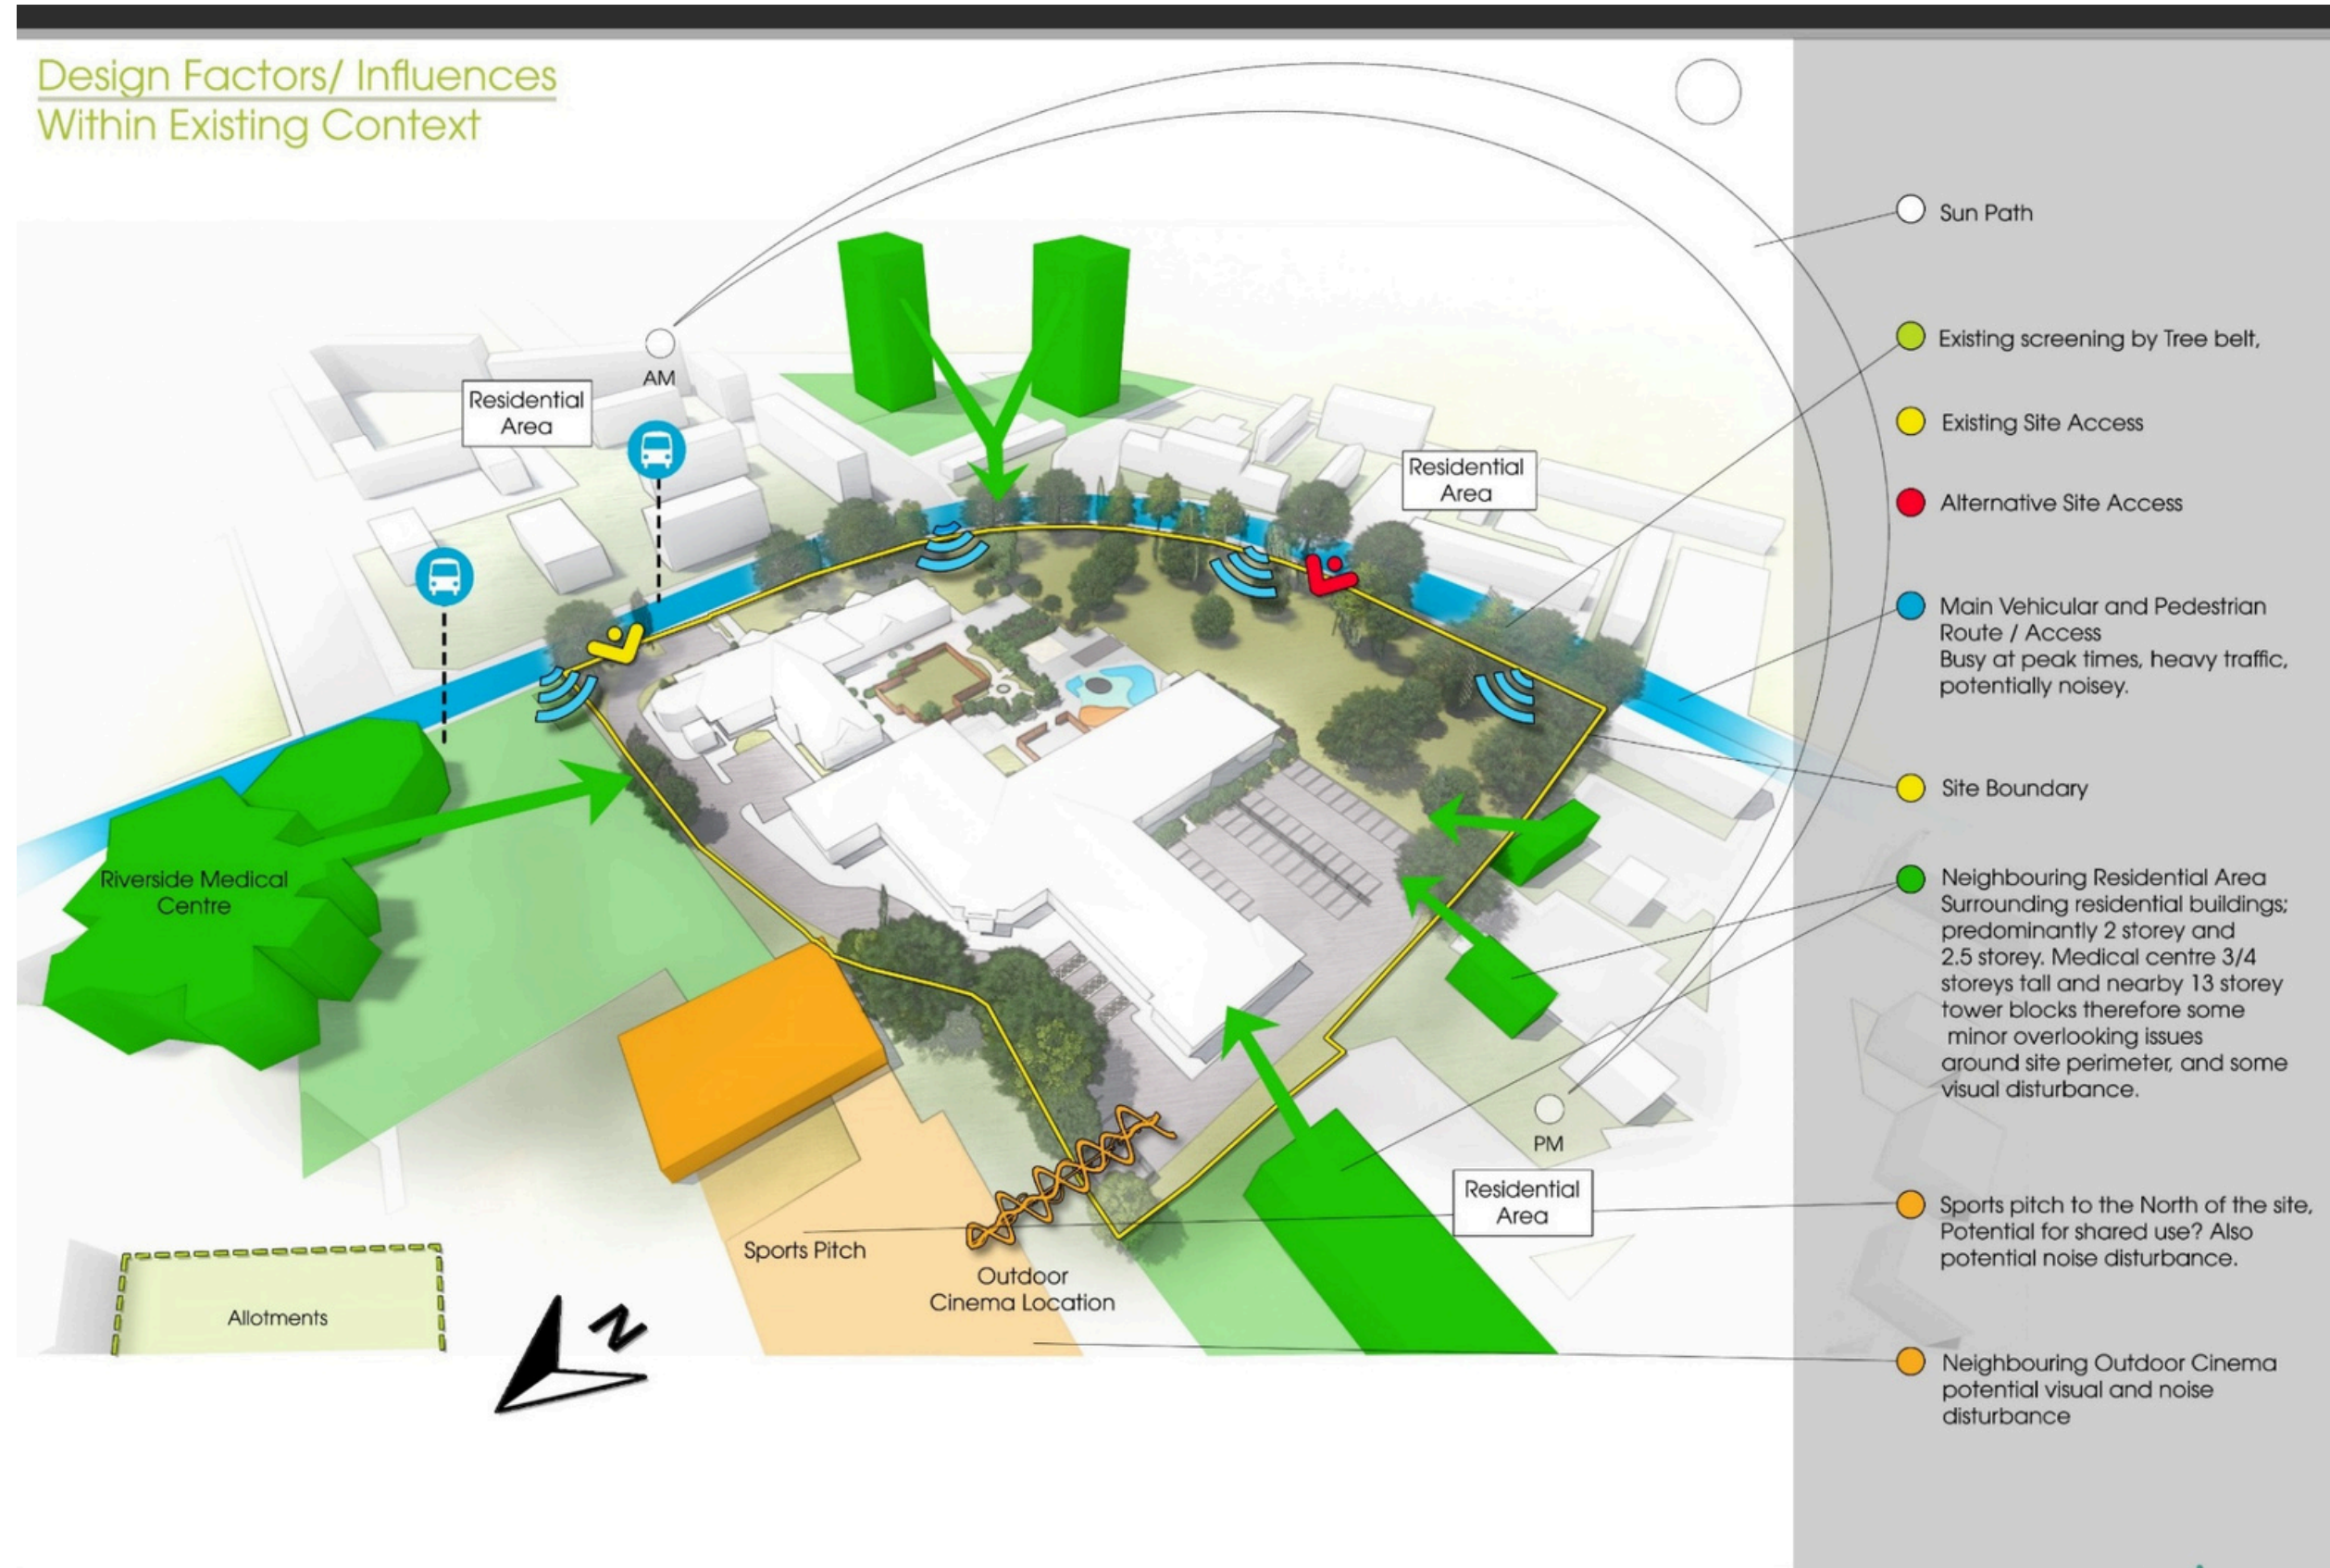 Design Factors/ Influences
Within Existing Context
AM
Residential
Area
Residential
Area
Riverside Medical
Centre
PM
Residential
Area
Sports Pitch
Outdoor
Cinema Location
Allotments
N
Sun Path
Existing screening by Tree belt,
Existing Site Access
Alternative Site Access
Main Vehicular and Pedestrian
Route / Access
Busy at peak times, heavy traffic,
potentially noisey.
Site Boundary
Neighbouring Residential Area
Surrounding residential buildings;
predominantly 2 storey and
2.5 storey. Medical centre 3/4
storeys tall and nearby 13 storey
tower blocks therefore some
minor overlooking issues
around site perimeter, and some
visual disturbance.
Sports pitch to the North of the site,
Potential for shared use? Also
potential noise disturbance.
Neighbouring Outdoor Cinema
potential visual and noise
disturbance